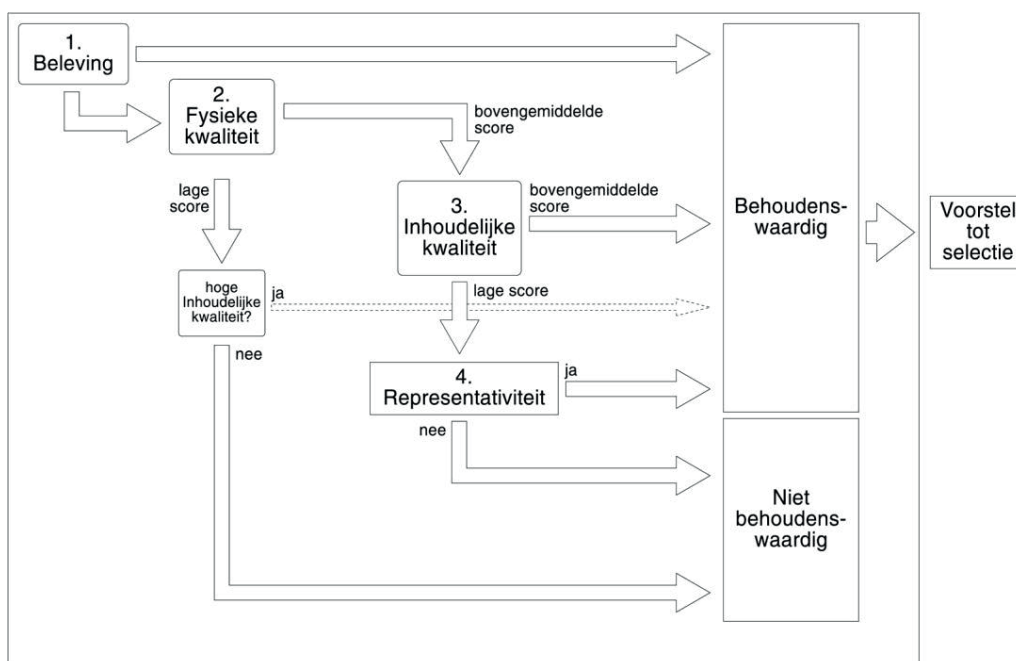 1.
Beleving
2.
Fysieke
kwaliteit
bovengemiddelde
score
lage
score
3.
Inhoudelijke
kwaliteit
bovengemiddelde
score
Behoudens-
waardig
Voorstel
tot
selectie
hoge
Inhoudelijke
kwaliteit?
ja
lage score
nee
4.
Representativiteit
ja
nee
Niet
behoudens-
waardig